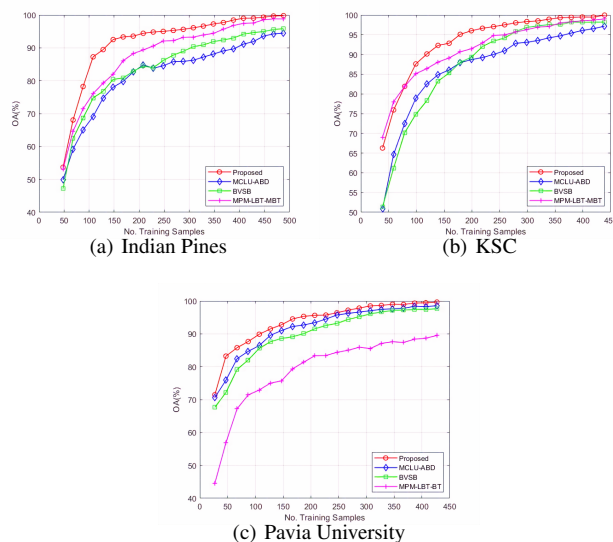 100
90
80
70
60
50
40
OA(%)
0 50 100 150 200 250 300 350 400 450 500
No. Training Samples
Proposed
MCLU-ABD
BVSB
MPM-LBT-MBT
(a) Indian Pines
100
95
90
85
80
75
70
65
60
55
50
OA(%)
0 50 100 150 200 250 300 350 400 45
No. Training Samples
Proposed
MCLU-ABD
BVSB
MPM-LBT-MBT
(b) KSC
100
90
80
70
60
50
40
OA(%)
0 50 100 150 200 250 300 350 400 450
No. Training Samples
Proposed
MCLU-ABD
BVSB
MPM-LBT-BT
(c) Pavia University